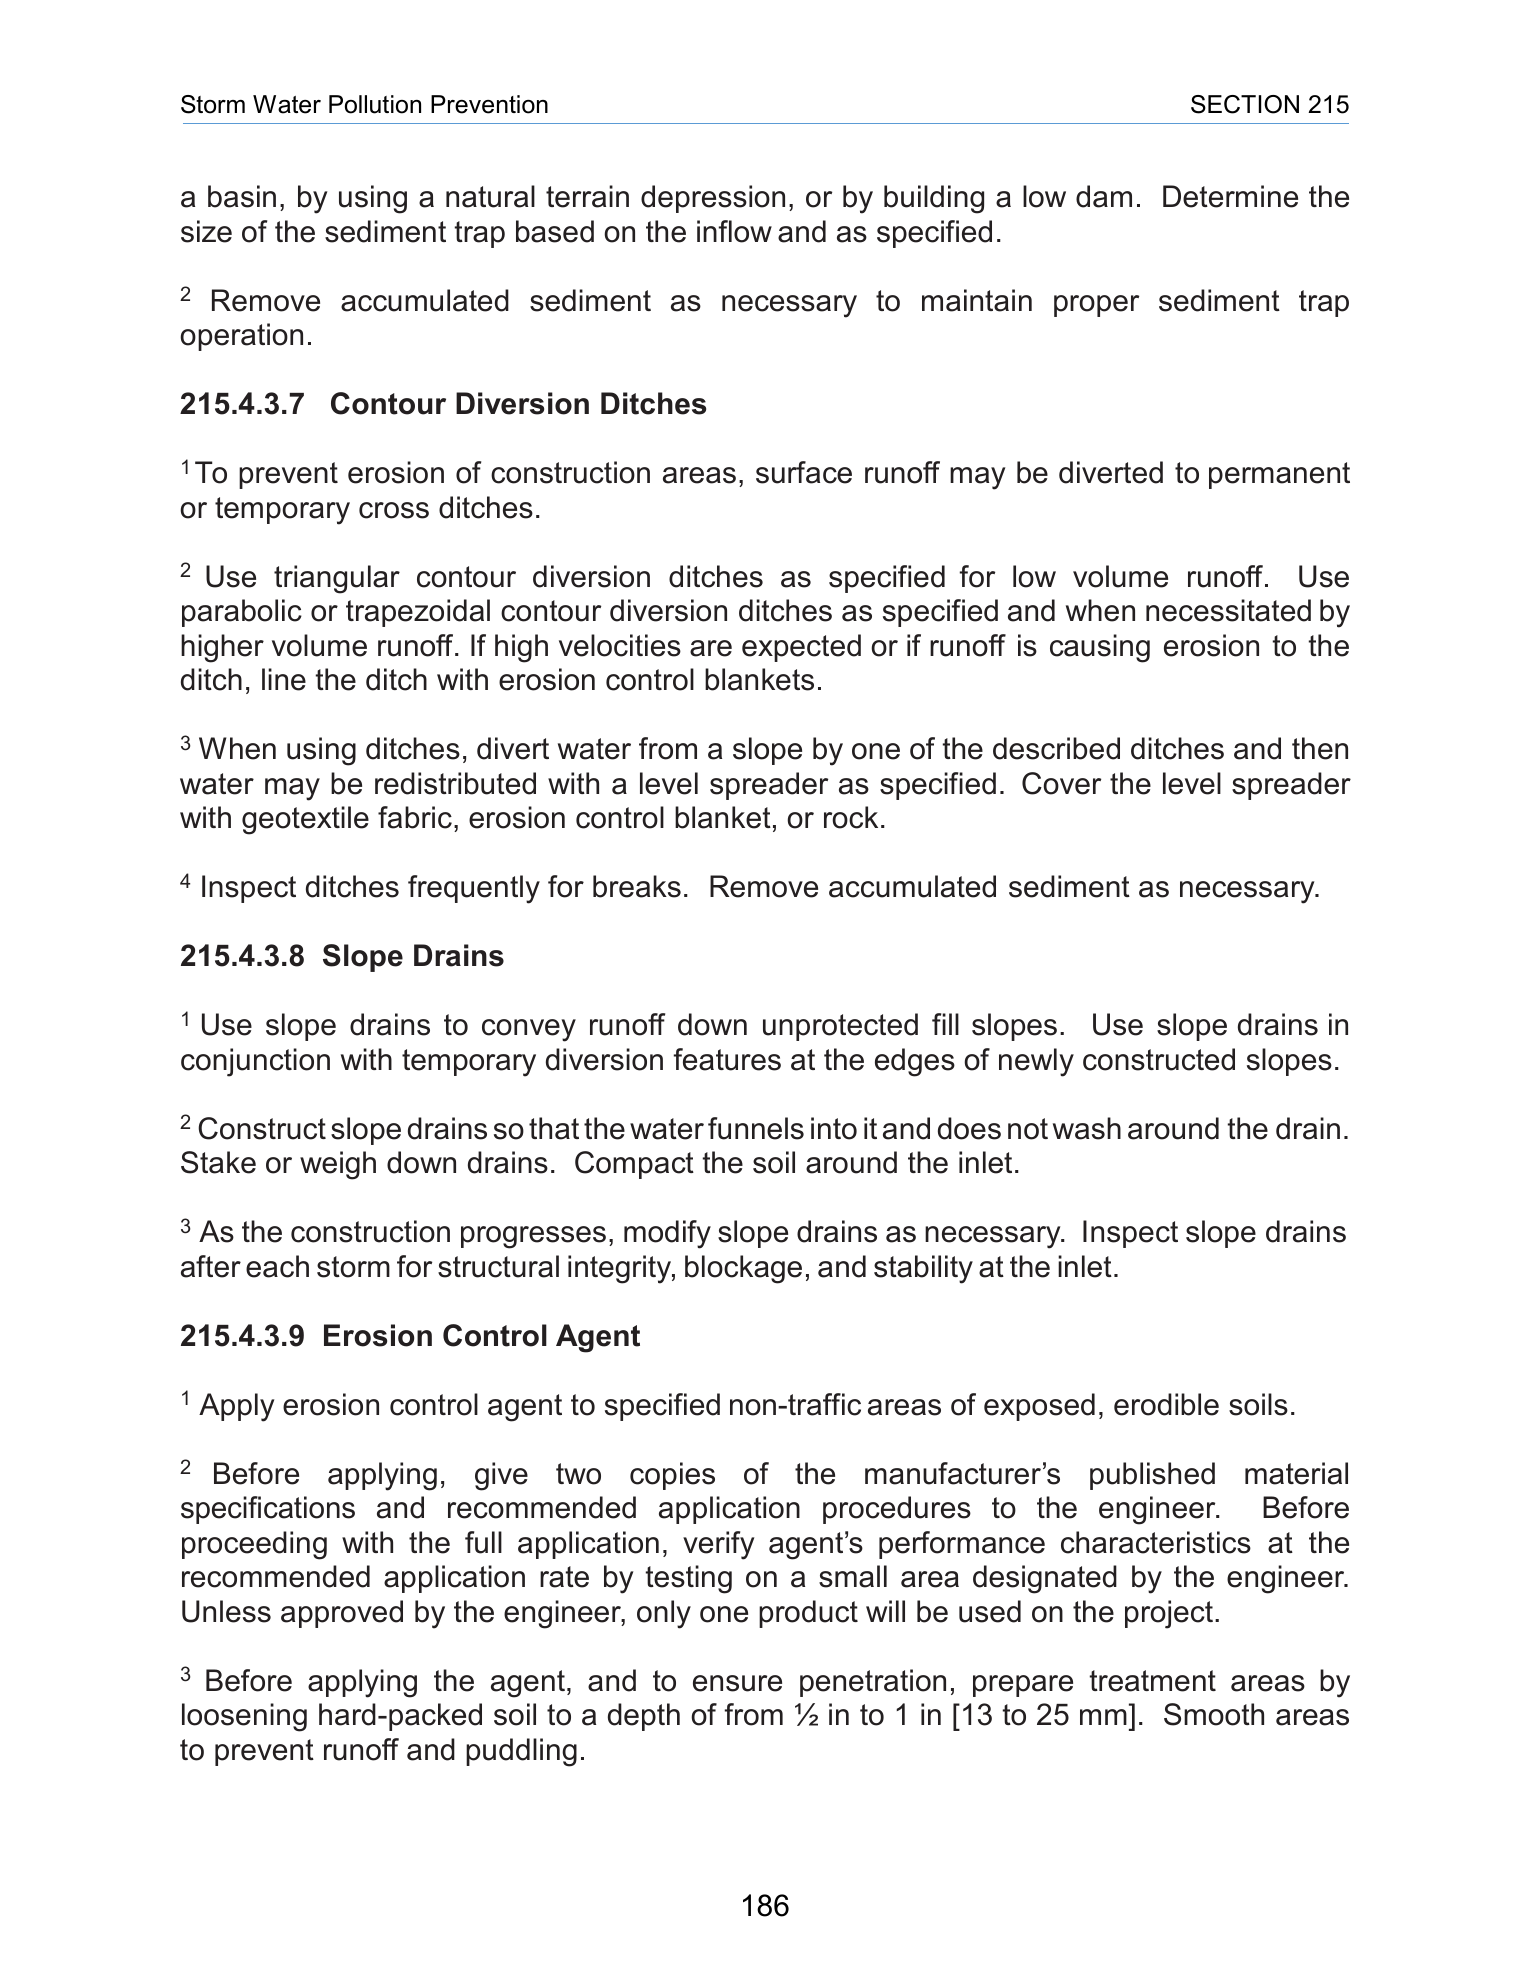 Storm Water Pollution Prevention SECTION 215
a basin, by using a natural terrain depression, or by building a low dam. Determine the
size of the sediment trap based on the inflow and as specified.
2 Remove accumulated sediment as necessary to maintain proper sediment trap
operation.
215.4.3.7 Contour Diversion Ditches
1 To prevent erosion of construction areas, surface runoff may be diverted to permanent
or temporary cross ditches.
2 Use triangular contour diversion ditches as specified for low volume runoff. Use
parabolic or trapezoidal contour diversion ditches as specified and when necessitated by
higher volume runoff. If high velocities are expected or if runoff is causing erosion to the
ditch, line the ditch with erosion control blankets.
3 When using ditches, divert water from a slope by one of the described ditches and then
water may be redistributed with a level spreader as specified. Cover the level spreader
with geotextile fabric, erosion control blanket, or rock.
4 Inspect ditches frequently for breaks. Remove accumulated sediment as necessary.
215.4.3.8 Slope Drains
1 Use slope drains to convey runoff down unprotected fill slopes. Use slope drains in
conjunction with temporary diversion features at the edges of newly constructed slopes.
2 Construct slope drains so that the water funnels into it and does not wash around the drain.
Stake or weigh down drains. Compact the soil around the inlet.
3 As the construction progresses, modify slope drains as necessary. Inspect slope drains
after each storm for structural integrity, blockage, and stability at the inlet.
215.4.3.9 Erosion Control Agent
1 Apply erosion control agent to specified non-traffic areas of exposed, erodible soils.
2 Before applying, give two copies of the manufacturer’s published material
specifications and recommended application procedures to the engineer. Before
proceeding with the full application, verify agent’s performance characteristics at the
recommended application rate by testing on a small area designated by the engineer.
Unless approved by the engineer, only one product will be used on the project.
3 Before applying the agent, and to ensure penetration, prepare treatment areas by
loosening hard-packed soil to a depth of from ½ in to 1 in [13 to 25 mm]. Smooth areas
to prevent runoff and puddling.
186